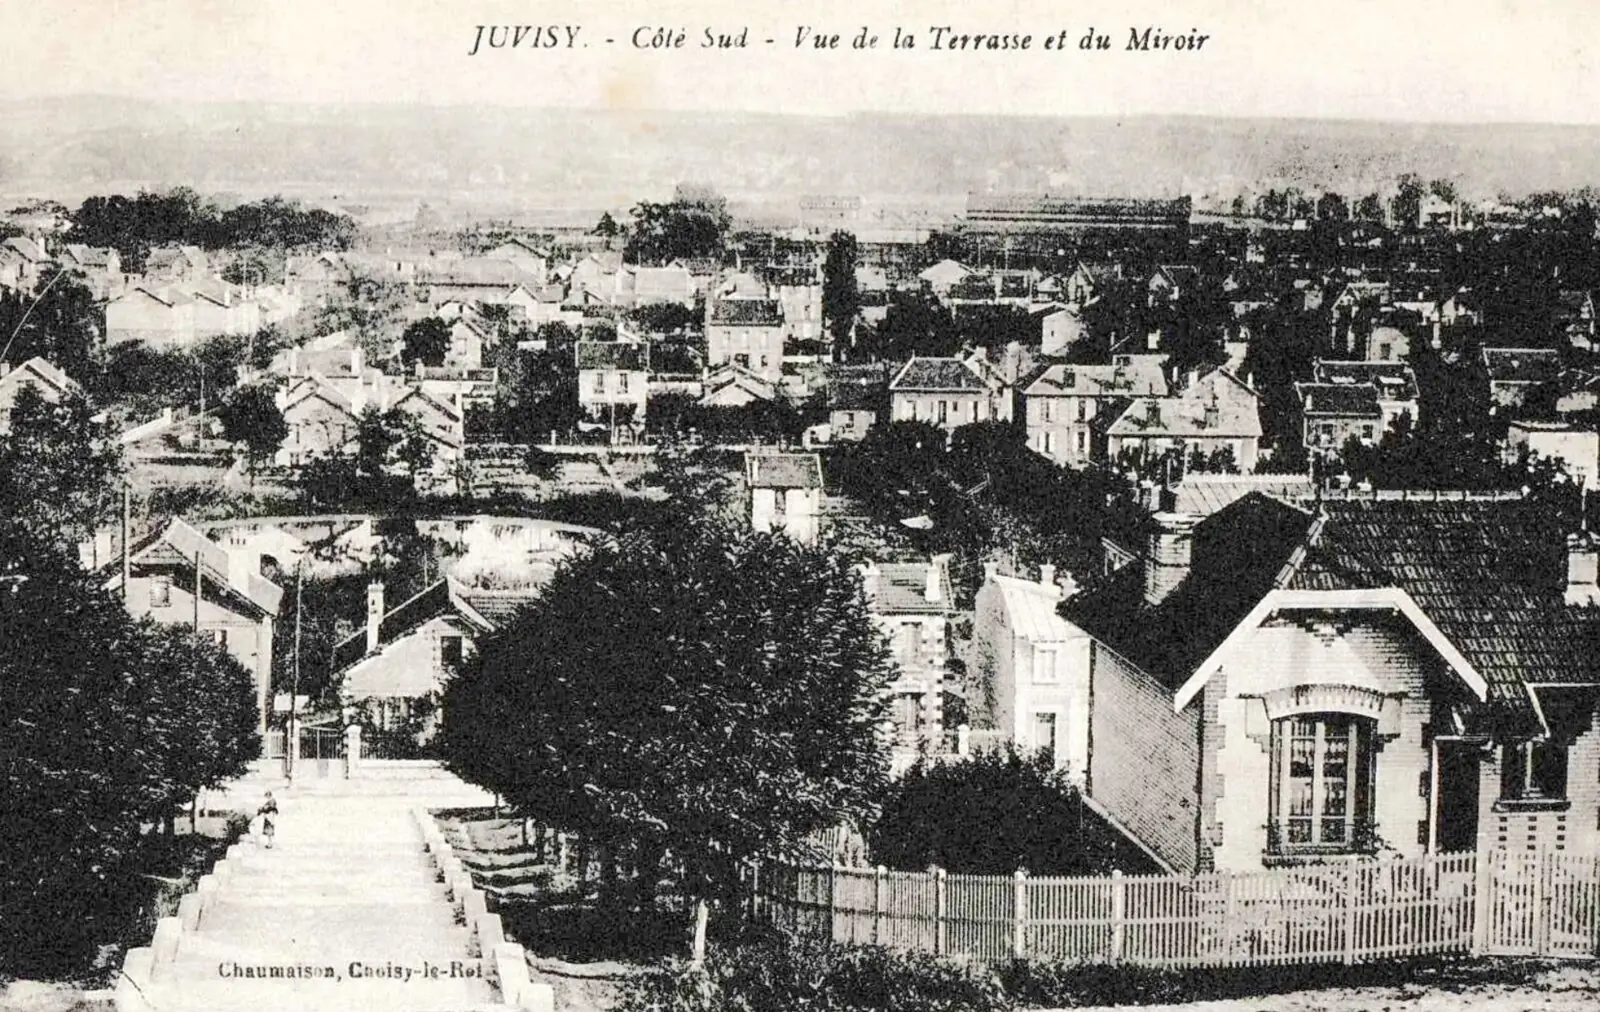 JUVISY. - Côté Sud - Vue de la Terrasse et du Miroir
Chaumaison, Choisy-le-Roi